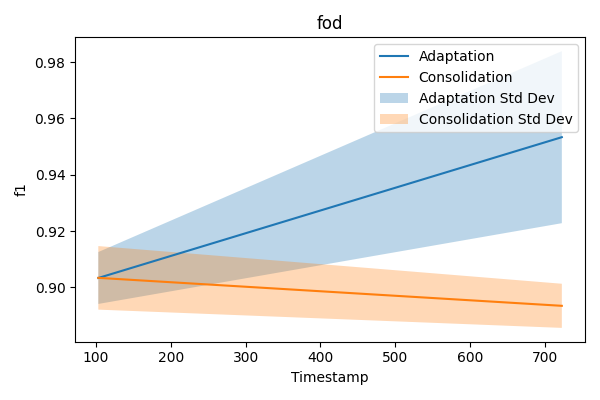 fod
Adaptation
Consolidation
Adaptation Std Dev
Consolidation Std Dev
f1
0.98
0.96
0.94
0.92
0.90
100 200 300 400 500 600 700
Timestamp